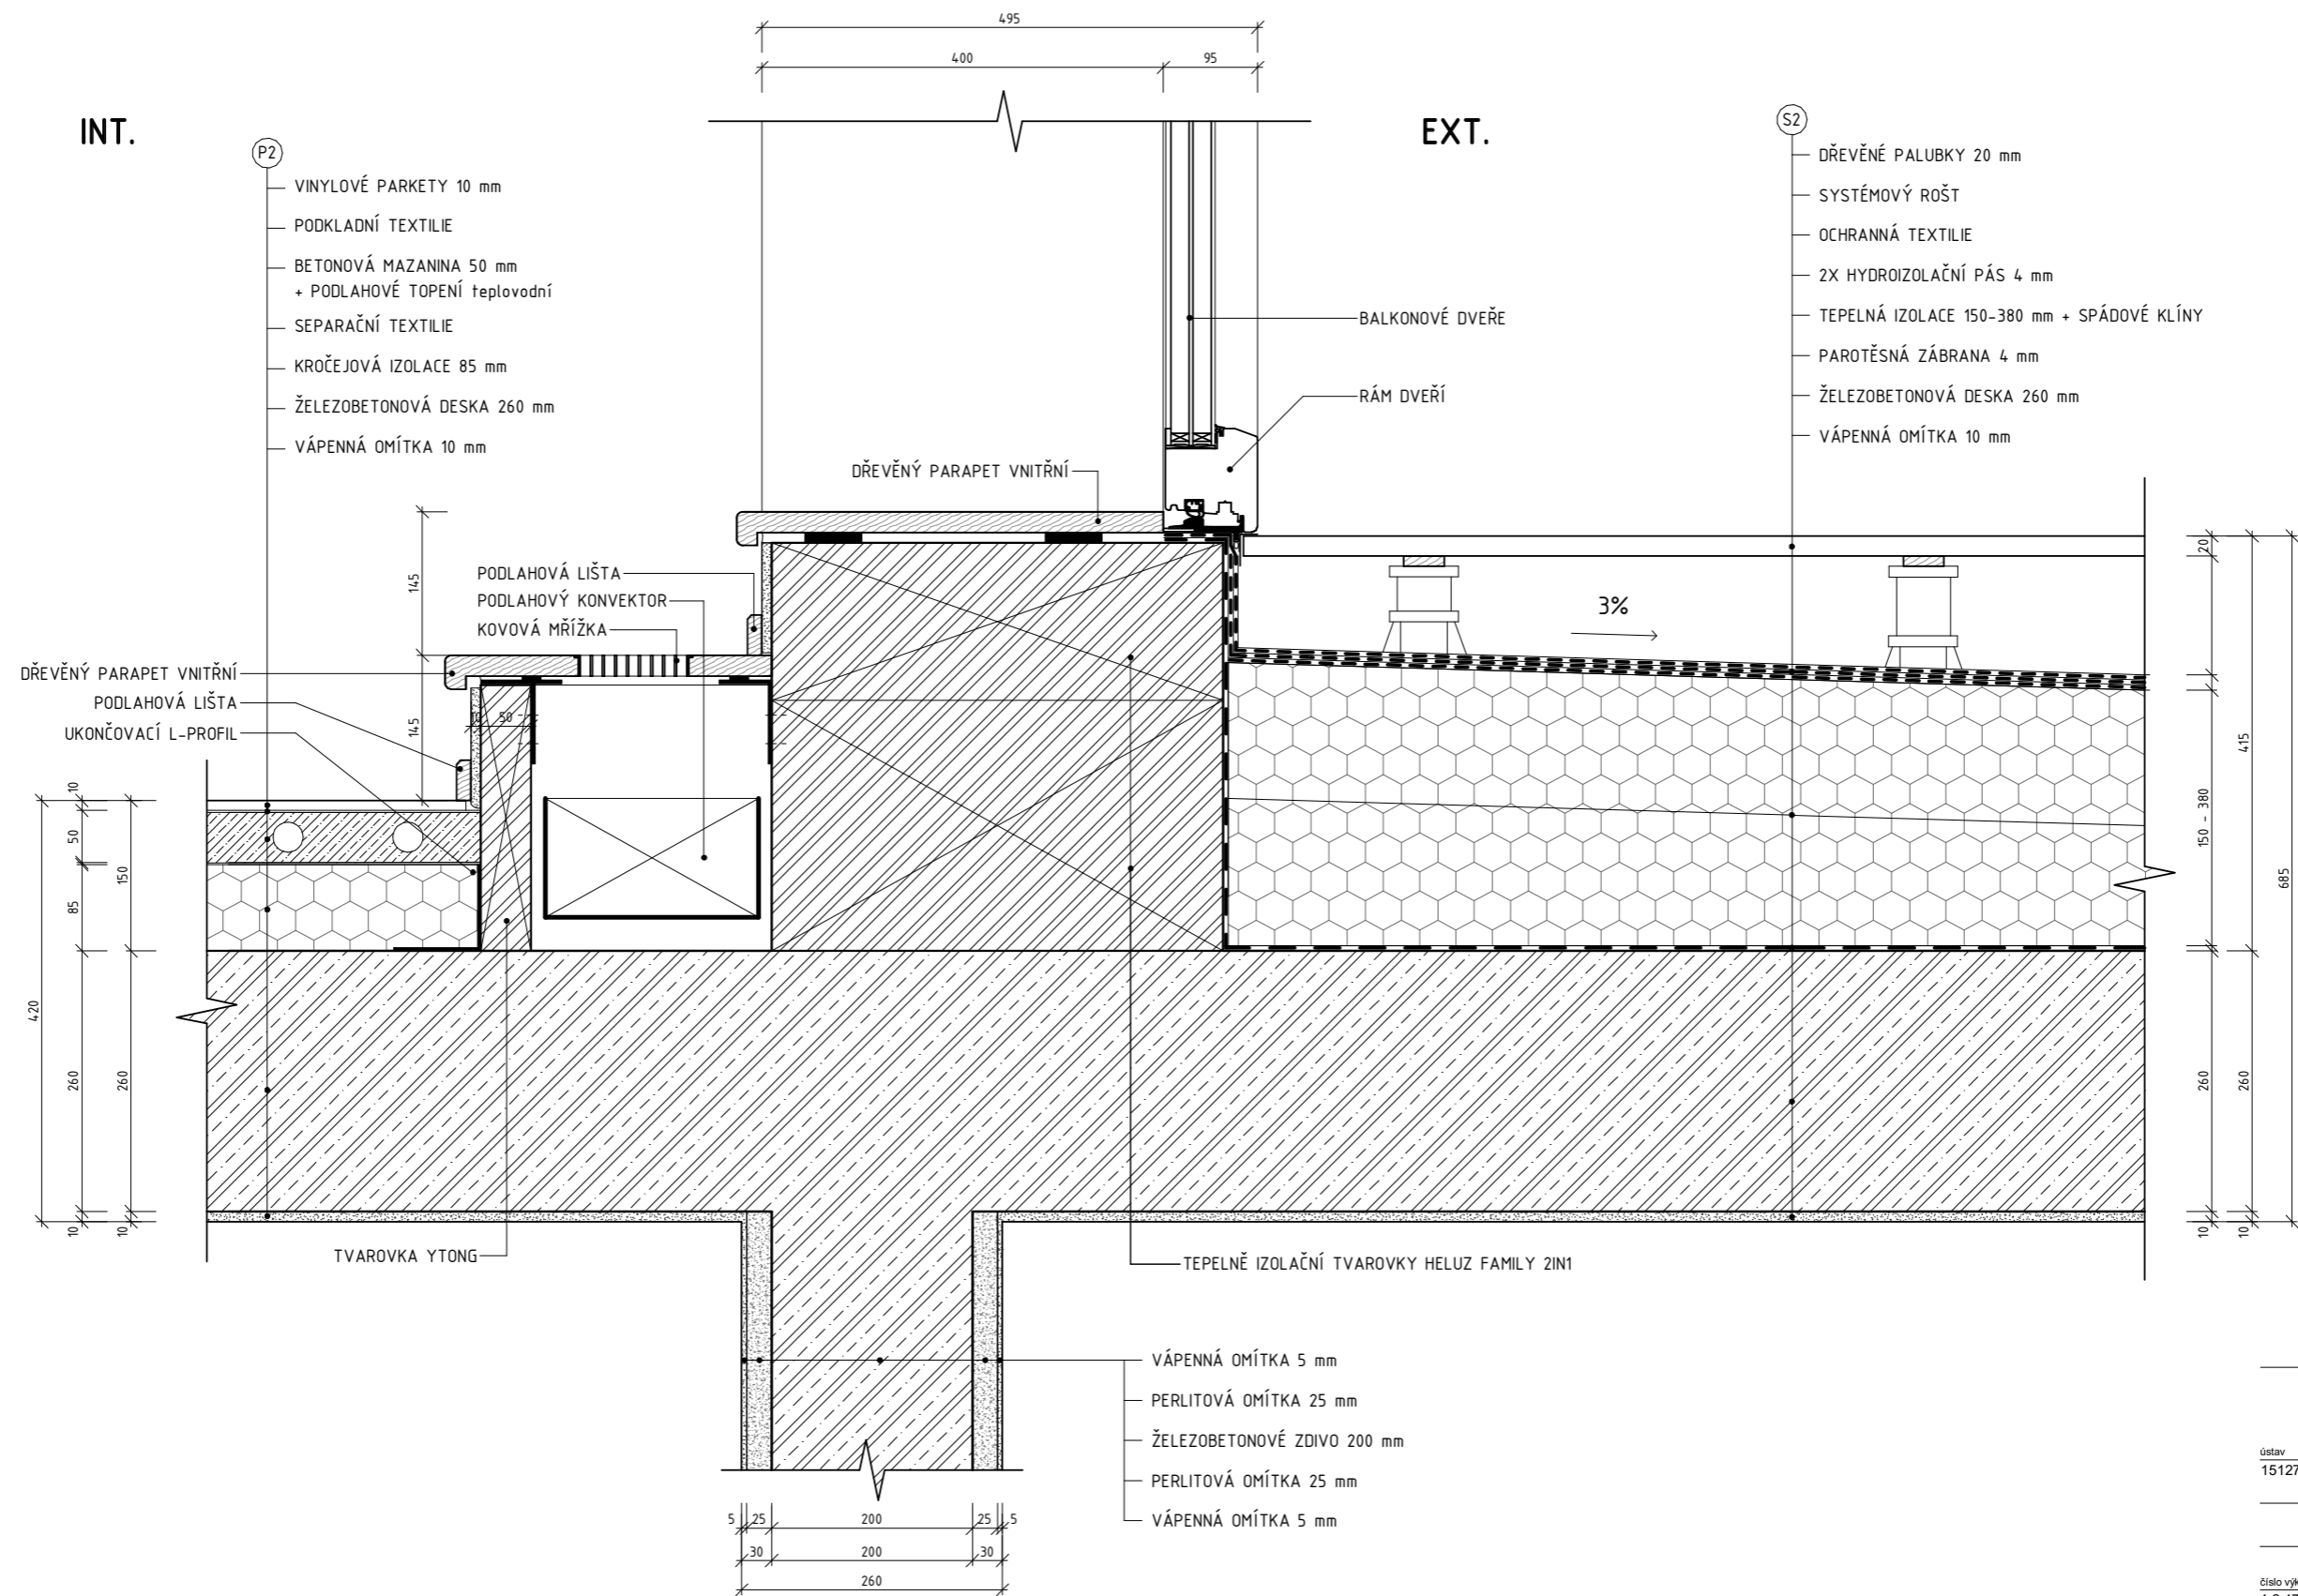 495
400
95
INT.
EXT.
P2
VINYLOVÉ PARKETY 10 mm
PODKLADNÍ TEXTILIE
BETONOVÁ MAZANINA 50 mm
+ PODLAHOVÉ TOPENÍ teplovodní
SEPARAČNÍ TEXTILIE
KROČEJOVÁ IZOLACE 85 mm
ŽELEZOBETONOVÁ DESKA 260 mm
VÁPENNÁ OMÍTKA 10 mm
S2
DŘEVĚNÉ PALUBKY 20 mm
SYSTÉMOVÝ ROŠT
OCHRANNÁ TEXTILIE
2X HYDROIZOLAČNÍ PÁS 4 mm
TEPELNÁ IZOLACE 150-380 mm + SPÁDOVÉ KLÍNY
PAROTĚSNÁ ZÁBRANA 4 mm
ŽELEZOBETONOVÁ DESKA 260 mm
VÁPENNÁ OMÍTKA 10 mm
BALKONOVÉ DVEŘE
RÁM DVEŘÍ
DŘEVĚNÝ PARAPET VNITŘNÍ
PODLAHOVÁ LIŠTA
PODLAHOVÝ KONVEKTOR
KOVOVÁ MŘÍŽKA
DŘEVĚNÝ PARAPET VNITŘNÍ
PODLAHOVÁ LIŠTA
UKONČOVACÍ L-PROFIL
145
145
10
50
3%
10
50
85
150
260
260
420
10
10
20
150 - 380
415
685
260
260
10
10
TVAROVKA YTONG
TEPELNĚ IZOLAČNÍ TVAROVKY HELUZ FAMILY 2IN1
VÁPENNÁ OMÍTKA 5 mm
PERLITOVÁ OMÍTKA 25 mm
ŽELEZOBETONOVÉ ZDIVO 200 mm
PERLITOVÁ OMÍTKA 25 mm
VÁPENNÁ OMÍTKA 5 mm
5 25 200 25 5
30 200 30
260
ústav
15127
číslo výk